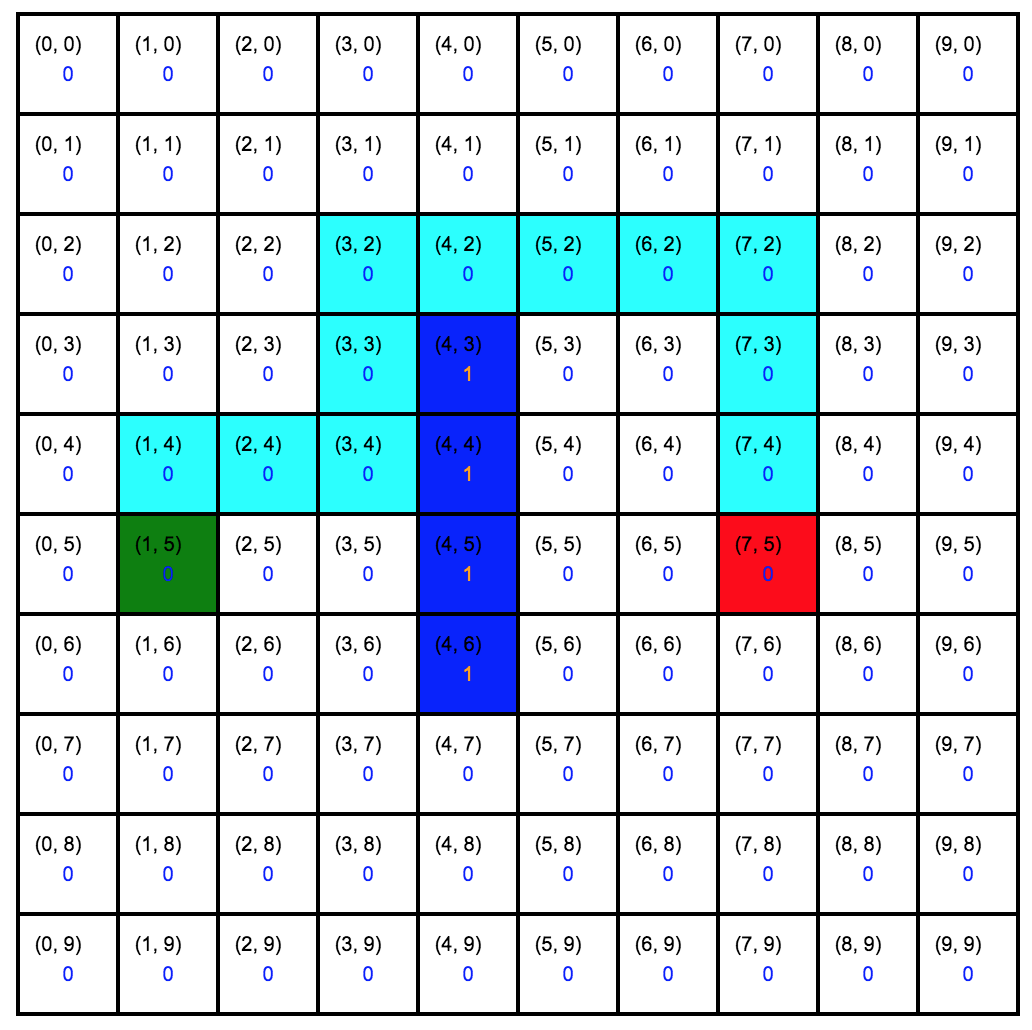 (0, 0) (1, 0) (2, 0) (3, 0) (4, 0) (5, 0) (6, 0) (7, 0) (8, 0) (9, 0)
0 0 0 0 0 0 0 0 0 0
(0, 1) (1, 1) (2, 1) (3, 1) (4, 1) (5, 1) (6, 1) (7, 1) (8, 1) (9, 1)
0 0 0 0 0 0 0 0 0 0
(0, 2) (1, 2) (2, 2) (3, 2) (4, 2) (5, 2) (6, 2) (7, 2) (8, 2) (9, 2)
0 0 0 0 0 0 0 0 0 0
(0, 3) (1, 3) (2, 3) (3, 3) (4, 3) (5, 3) (6, 3) (7, 3) (8, 3) (9, 3)
0 0 0 0 1 0 0 0 0 0
(0, 4) (1, 4) (2, 4) (3, 4) (4, 4) (5, 4) (6, 4) (7, 4) (8, 4) (9, 4)
0 0 0 0 1 0 0 0 0 0
(0, 5) (1, 5) (2, 5) (3, 5) (4, 5) (5, 5) (6, 5) (7, 5) (8, 5) (9, 5)
0 0 0 0 1 0 0 0 0 0
(0, 6) (1, 6) (2, 6) (3, 6) (4, 6) (5, 6) (6, 6) (7, 6) (8, 6) (9, 6)
0 0 0 0 1 0 0 0 0 0
(0, 7) (1, 7) (2, 7) (3, 7) (4, 7) (5, 7) (6, 7) (7, 7) (8, 7) (9, 7)
0 0 0 0 0 0 0 0 0 0
(0, 8) (1, 8) (2, 8) (3, 8) (4, 8) (5, 8) (6, 8) (7, 8) (8, 8) (9, 8)
0 0 0 0 0 0 0 0 0 0
(0, 9) (1, 9) (2, 9) (3, 9) (4, 9) (5, 9) (6, 9) (7, 9) (8, 9) (9, 9)
0 0 0 0 0 0 0 0 0 0